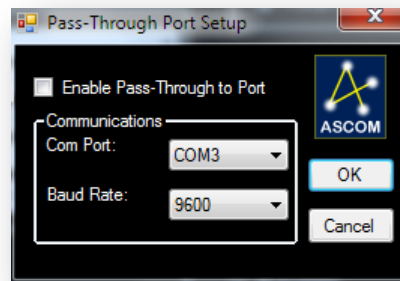 Pass-Through Port Setup
Enable Pass-Through to Port
Communications
Com Port:
COM3
Baud Rate:
9600
ASCOM
OK
Cancel